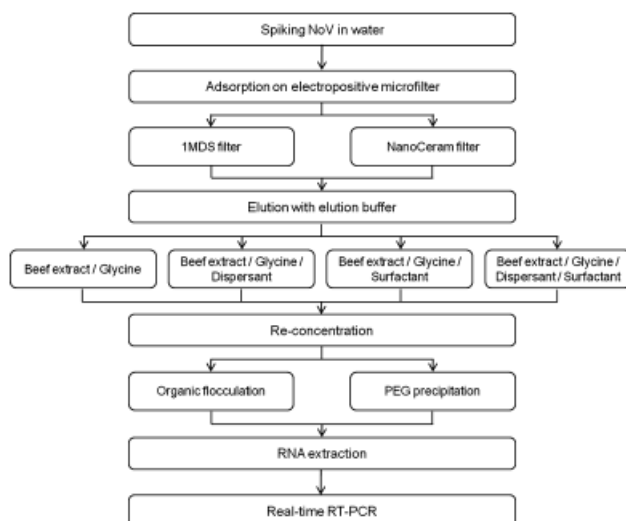 Spiking NoV in water
Adsorption on electropositive microfilter
1MDS filter
NanoCeram filter
Elution with elution buffer
Beef extract / Glycine
Beef extract / Glycine /
Dispersant
Beef extract / Glycine /
Surfactant
Beef extract / Glycine /
Dispersant / Surfactant
Re-concentration
Organic flocculation
PEG precipitation
RNA extraction
Real-time RT-PCR